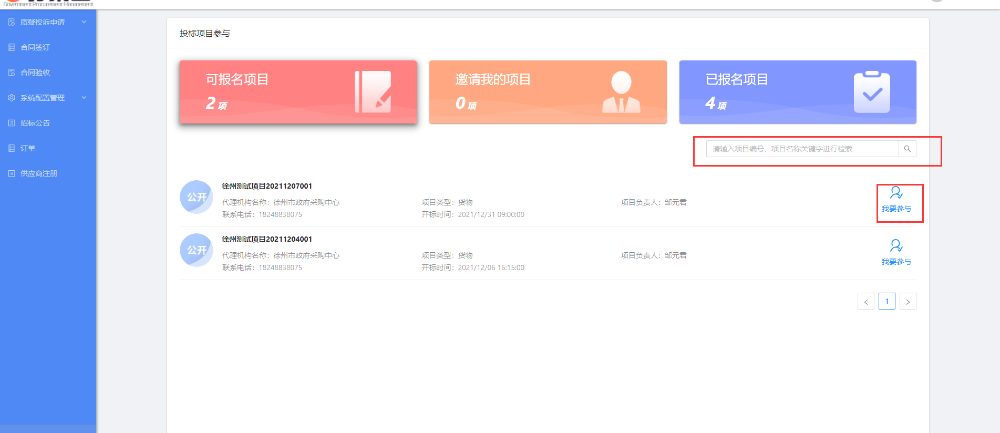 Government Procurement Management
质疑投诉申请
合同签订
合同验收
系统配置管理
招标公告
订单
供应商注册
投标项目参与
可报名项目
2 项
邀请我的项目
0 项
已报名项目
4 项
请输入项目编号、项目名称关键字进行检索
公开
徐州测试项目20211207001
代理机构名称：徐州市政府采购中心
项目类型：货物
项目负责人：邹元君
联系电话：18248838075
开标时间：2021/12/31 09:00:00
我要参与
公开
徐州测试项目20211204001
代理机构名称：徐州市政府采购中心
项目类型：货物
项目负责人：邹元君
联系电话：18248838075
开标时间：2021/12/06 16:15:00
我要参与
< 1 >